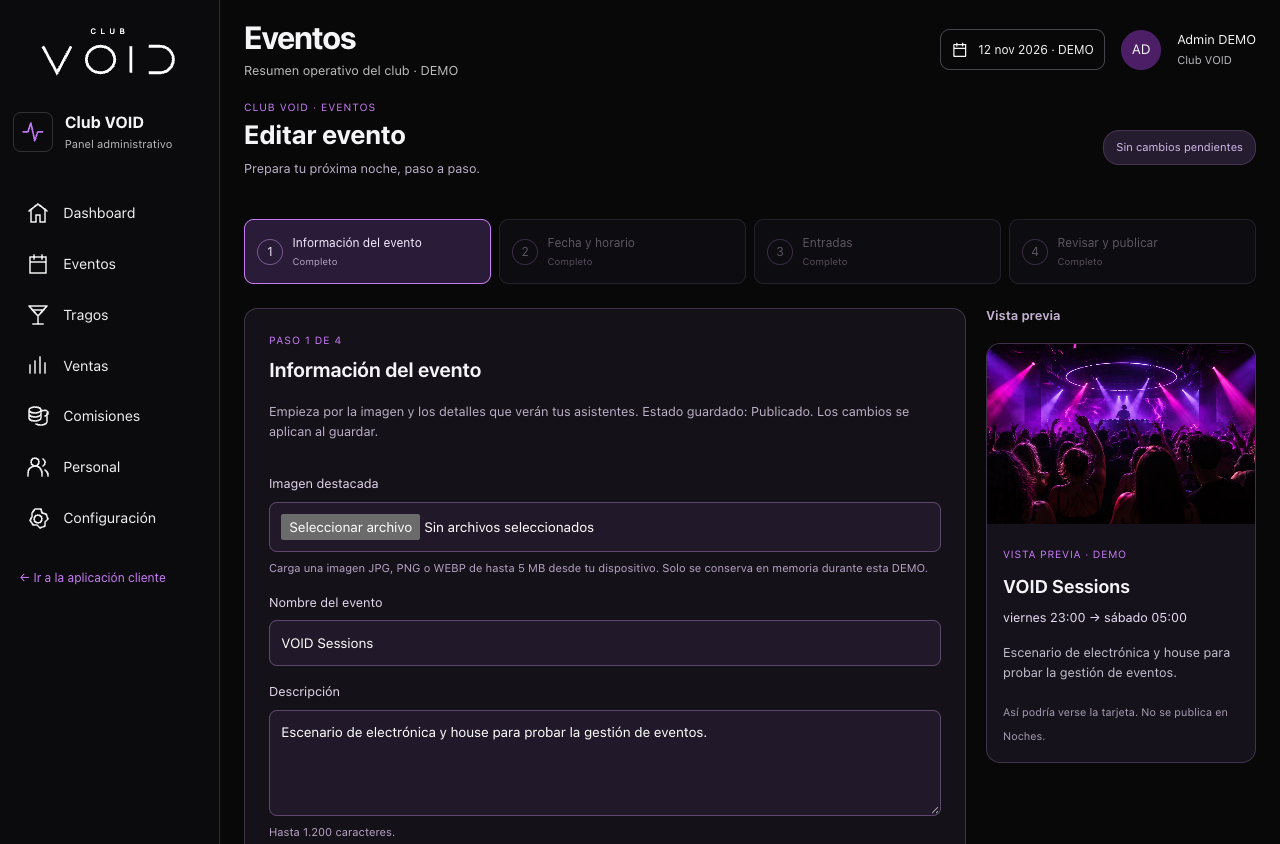 CLUB
VOID
Club VOID
Panel administrativo
Dashboard
Eventos
Tragos
Ventas
Comisiones
Personal
Configuración
← Ir a la aplicación cliente
Eventos
Resumen operativo del club · DEMO
12 nov 2026 · DEMO
AD
Admin DEMO
Club VOID
CLUB VOID · EVENTOS
Editar evento
Prepara tu próxima noche, paso a paso.
Sin cambios pendientes
1
Información del evento
Completo
2
Fecha y horario
Completo
3
Entradas
Completo
4
Revisar y publicar
Completo
PASO 1 DE 4
Información del evento
Empieza por la imagen y los detalles que verán tus asistentes. Estado guardado: Publicado. Los cambios se
aplican al guardar.
Imagen destacada
Seleccionar archivo Sin archivos seleccionados
Carga una imagen JPG, PNG o WEBP de hasta 5 MB desde tu dispositivo. Solo se conserva en memoria durante esta DEMO.
Nombre del evento
VOID Sessions
Descripción
Escenario de electrónica y house para probar la gestión de eventos.
Hasta 1.200 caracteres.
Vista previa
VISTA PREVIA · DEMO
VOID Sessions
viernes 23:00 → sábado 05:00
Escenario de electrónica y house para
probar la gestión de eventos.
Así podría verse la tarjeta. No se publica en
Noches.